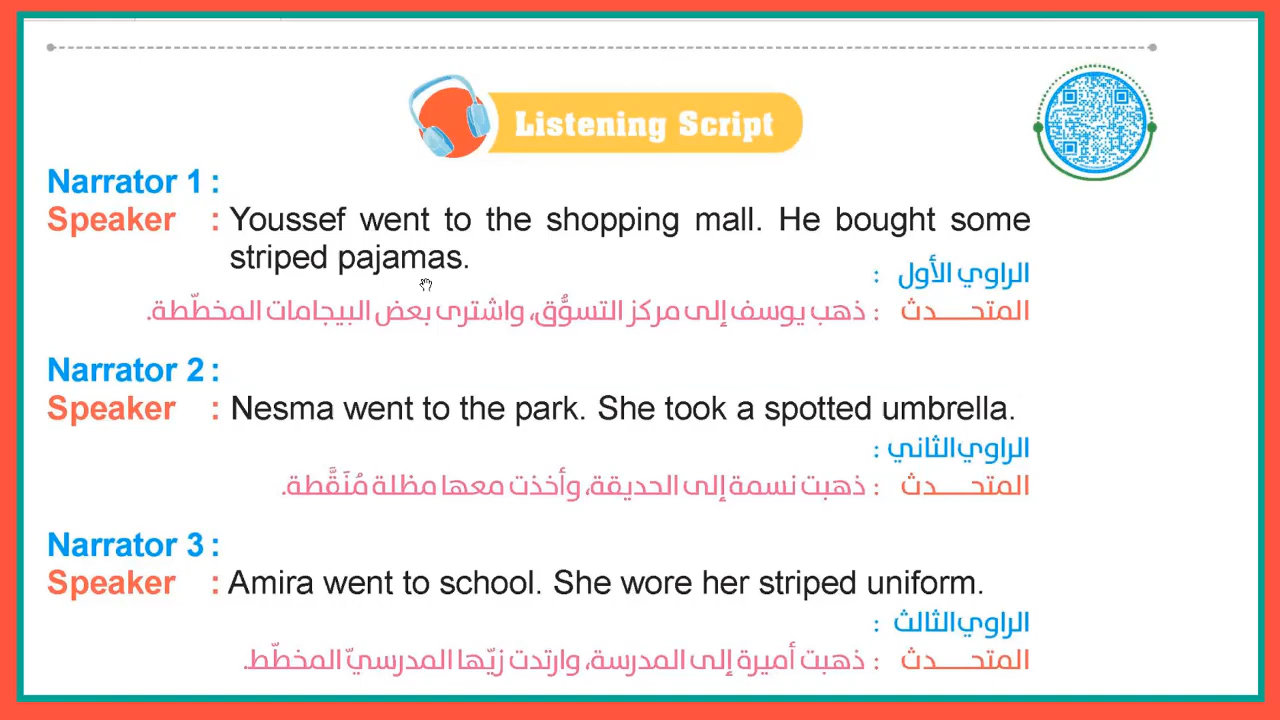 Listening Script
Narrator 1 :
Speaker : Youssef went to the shopping mall. He bought some
striped pajamas.
الراوي الأول :
المتحـــــدث : ذهب يوسف إلى مركز التسوُّق، واشترى بعض البيجامات المخطّطة.
Narrator 2 :
Speaker : Nesma went to the park. She took a spotted umbrella.
الراوي الثاني :
المتحـــــدث : ذهبت نسمة إلى الحديقة، وأخذت معها مظلة مُنَقَّطة.
Narrator 3 :
Speaker : Amira went to school. She wore her striped uniform.
الراوي الثالث :
المتحـــــدث : ذهبت أميرة إلى المدرسة، وارتدت زيّها المدرسيّ المخطّط.